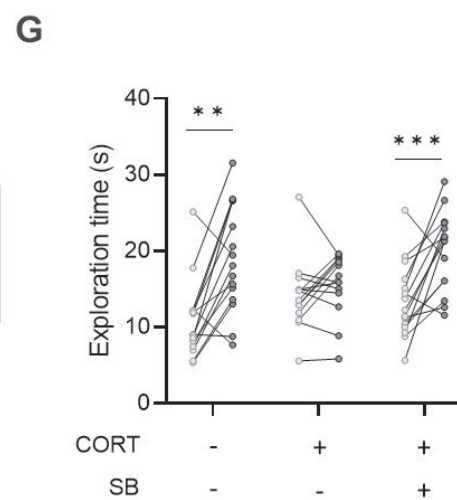 G
40
* *
* * *
30
20
10
0
Exploration time (s)
CORT - + +
SB - - +